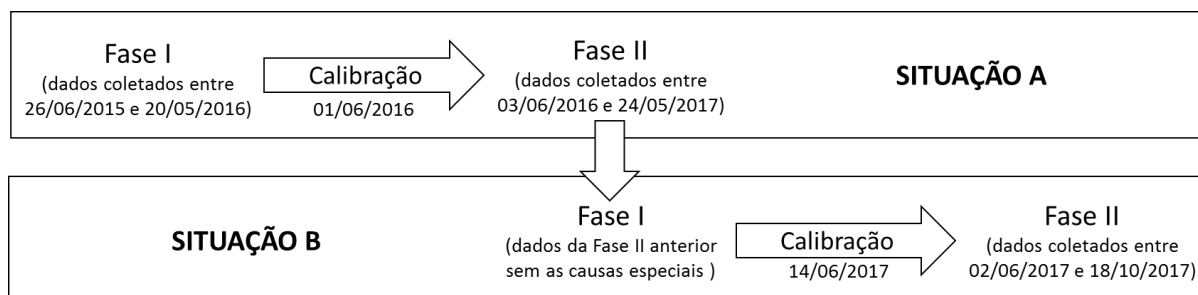 Fase I
(dados coletados entre
26/06/2015 e 20/05/2016)
Calibração
01/06/2016
Fase II
(dados coletados entre
03/06/2016 e 24/05/2017)
SITUAÇÃO A
SITUAÇÃO B
Fase I
(dados da Fase II anterior
sem as causas especiais )
Calibração
14/06/2017
Fase II
(dados coletados entre
02/06/2017 e 18/10/2017)